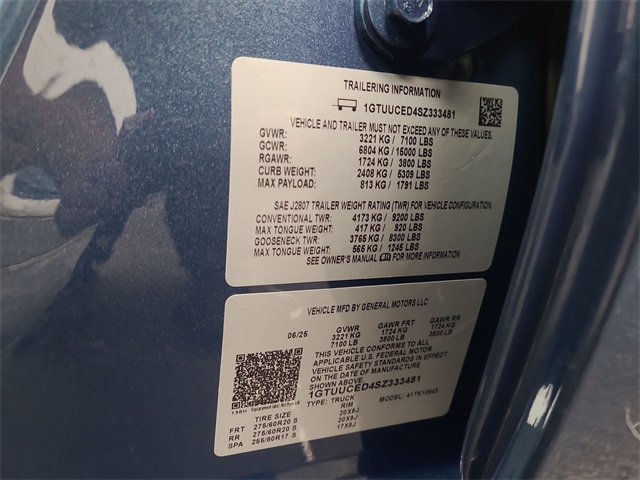 TRAILERING INFORMATION
1GTUUCED4SZ333481
VEHICLE AND TRAILER MUST NOT EXCEED ANY OF THESE VALUES.
GVWR: 3221 KG / 7100 LBS
GCWR: 6804 KG / 15000 LBS
RGAWR: 1724 KG / 3800 LBS
CURB WEIGHT: 2408 KG / 5309 LBS
MAX PAYLOAD: 813 KG / 1791 LBS
SAE J2807 TRAILER WEIGHT RATING (TWR) FOR VEHICLE CONFIGURATION.
CONVENTIONAL TWR: 4173 KG / 9200 LBS
MAX TONGUE WEIGHT: 417 KG / 920 LBS
GOOSENECK TWR: 3765 KG / 8300 LBS
MAX TONGUE WEIGHT: 565 KG / 1245 LBS
SEE OWNER'S MANUAL FOR MORE INFORMATION
VEHICLE MFD BY GENERAL MOTORS LLC
06/25 GVWR GAWR FRT GAWR RR
3221 KG 1724 KG 1724 KG
7100 LB 3800 LB 3800 LB
THIS VEHICLE CONFORMS TO ALL
APPLICABLE U.S. FEDERAL MOTOR
VEHICLE SAFETY STANDARDS IN EFFECT
ON THE DATE OF MANUFACTURE
SHOWN ABOVE
1GTUUCED4SZ333481
TYPE: TRUCK MODEL:
TIRE SIZE RIM
FRT 275/60R20 S 20X9J
RR 275/60R20 S 20X9J
SPA 255/80R17 S 17X8J